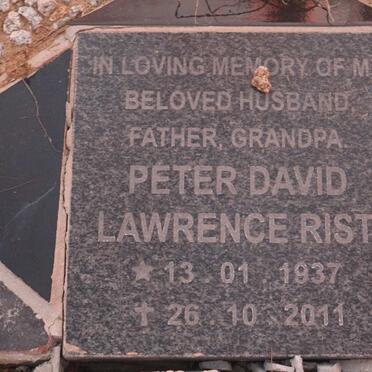 IN LOVING MEMORY OF M
BELOVED HUSBAND,
FATHER, GRANDPA.
PETER DAVID
LAWRENCE RIST
★ 13 . 01 . 1937
✝ 26 . 10 . 2011